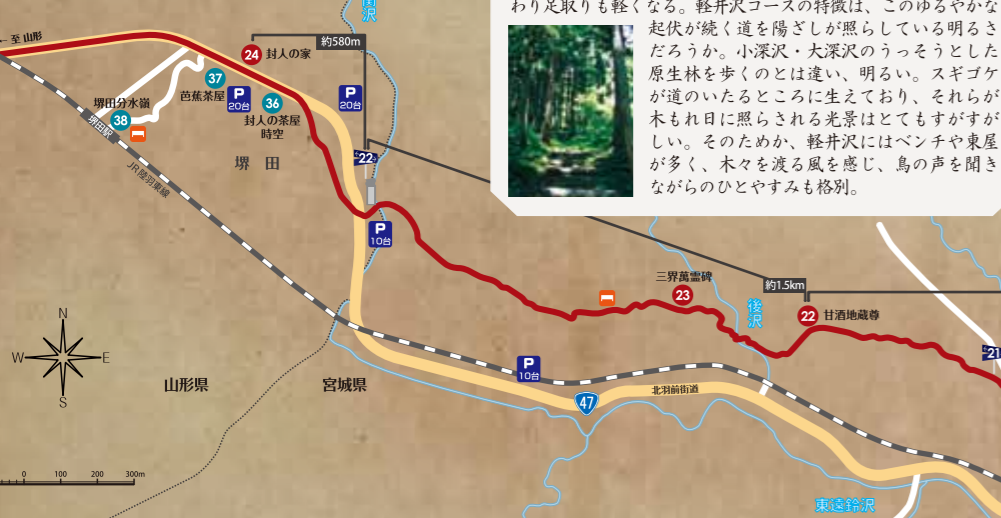 わり足取りも軽くなる。軽井沢コースの特徴は、このゆるやかな
起伏が続く道を陽ざしが照らしている明るさ
だろうか。小深沢・大深沢のうっそうとした
原生林を歩くのとは違い、明るい。スギゴケ
が道のいたるところに生えており、それらが
木もれ日に照らされる光景はとてもすがすが
しい。そのためか、軽井沢にはベンチや東屋
が多く、木々を渡る風を感じ、鳥の声を聞き
ながらのひとやすみも格別。
←至 山形
約580m
24 封人の家
37
芭蕉茶屋
P
20台
36
封人の茶屋
時空
P
20台
堺田分水嶺
38
堺田駅
JR陸羽東線
堺田
22
P
10台
三界萬霊碑
23
約1.5km
後沢
22 甘酒地蔵尊
21
N
W E
S
山形県
宮城県
P
10台
47
北羽前街道
0 100 200 300m
東遠鈴沢